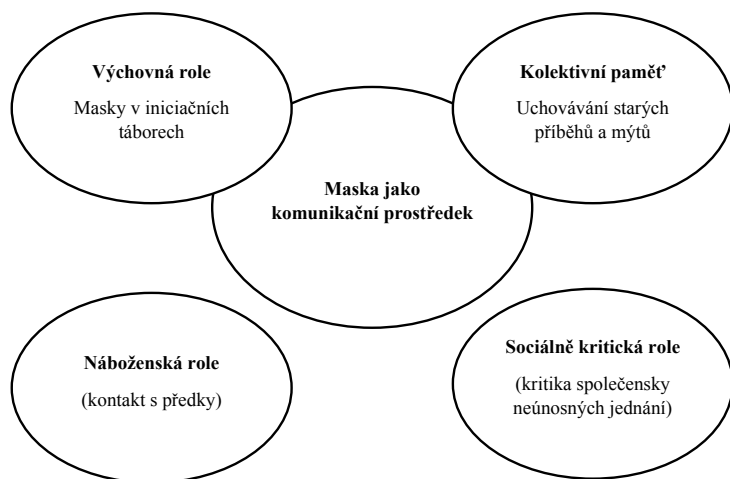 Výchovná role
Masky v iniciačních
táborech
Kolektivní paměť
Uchovávání starých
příběhů a mýtů
Maska jako
komunikační prostředek
Náboženská role
(kontakt s předky)
Sociálně kritická role
(kritika společensky
neúnosných jednání)